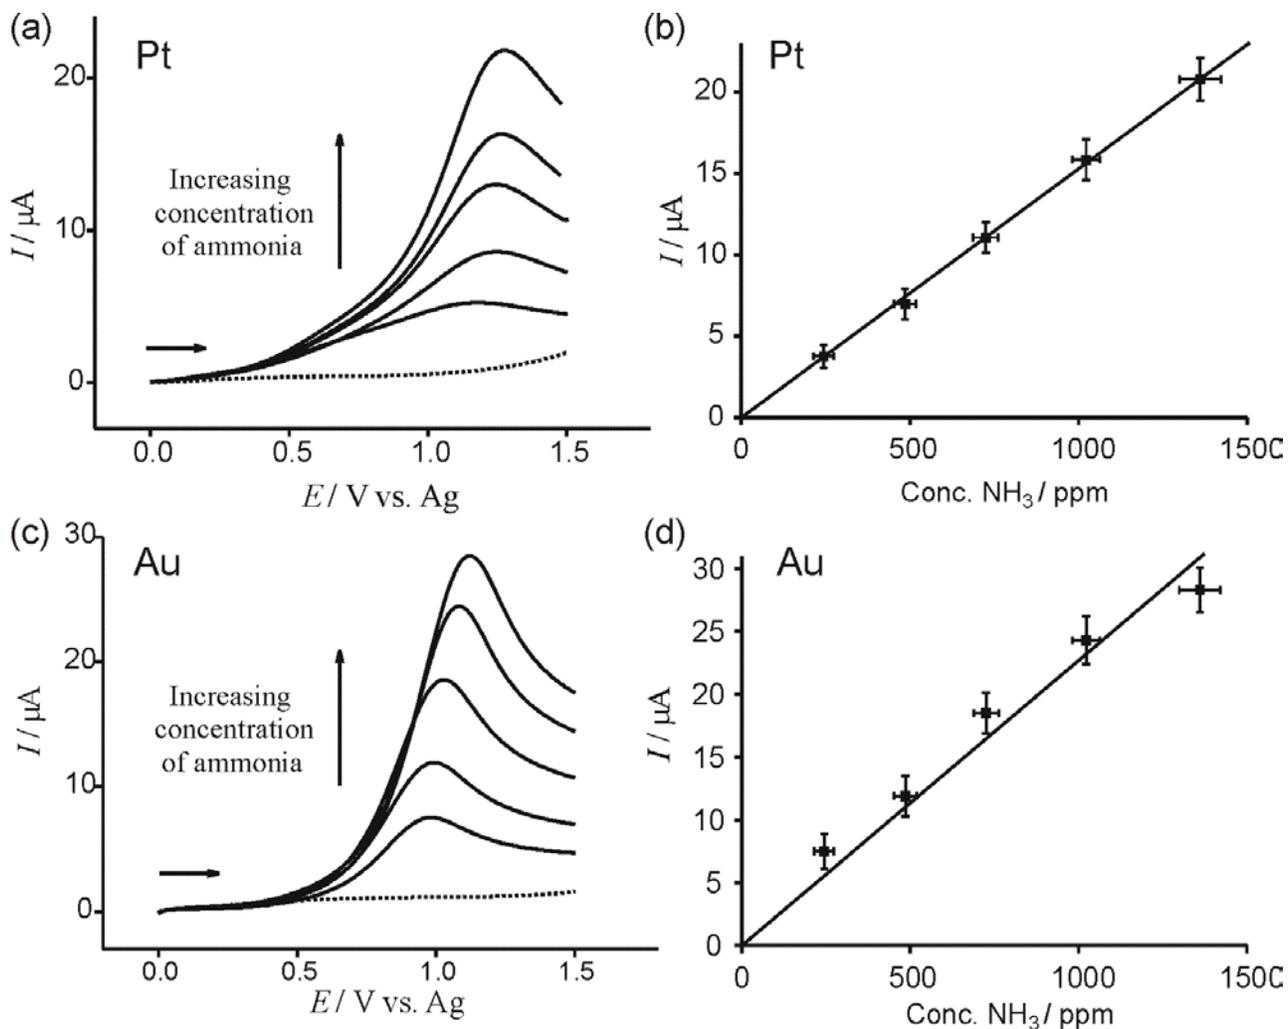 (a)
Pt
20
10
0
I / µA
Increasing
concentration
of ammonia
0.0 0.5 1.0 1.5
E / V vs. Ag
(b)
Pt
20
15
10
5
0
I / µA
0 500 1000 1500
Conc. NH₃ / ppm
(c)
Au
30
20
10
0
I / µA
Increasing
concentration
of ammonia
0.0 0.5 1.0 1.5
E / V vs. Ag
(d)
Au
30
25
20
15
10
5
0
I / µA
0 500 1000 1500
Conc. NH₃ / ppm